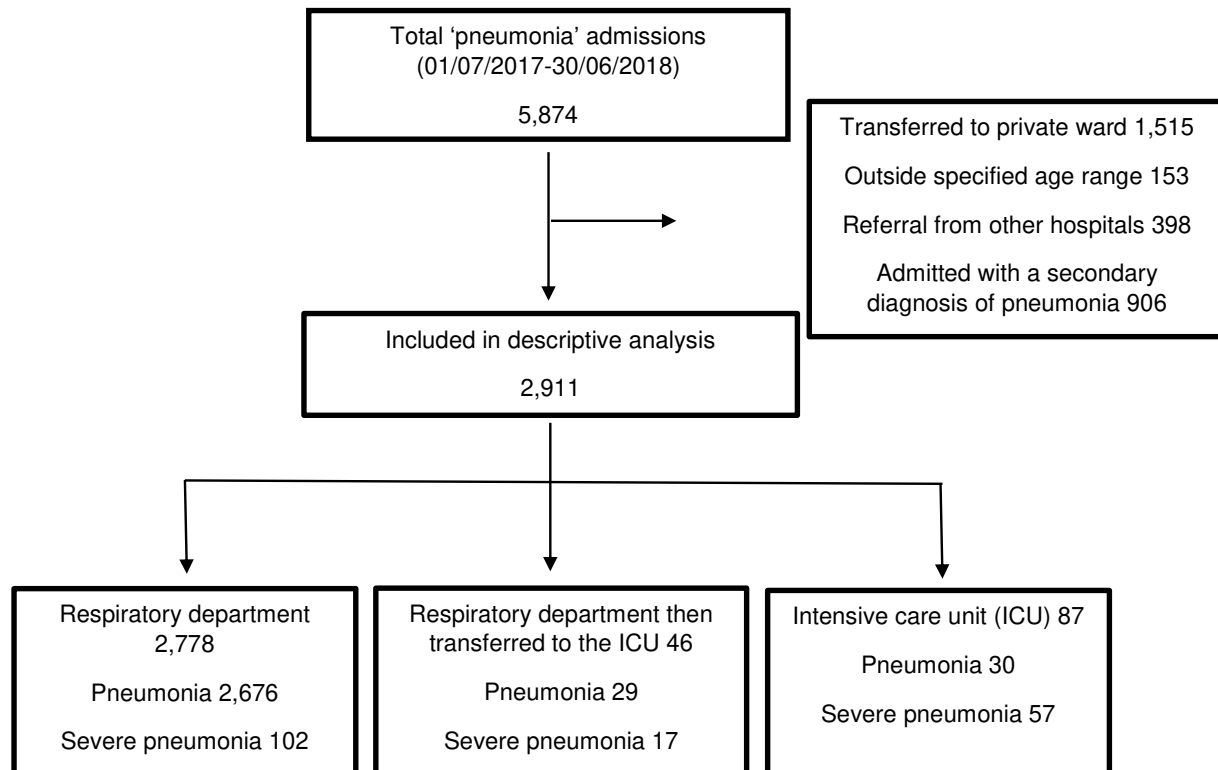 Total ‘pneumonia’ admissions
(01/07/2017-30/06/2018)
5,874
Transferred to private ward 1,515
Outside specified age range 153
Referral from other hospitals 398
Admitted with a secondary
diagnosis of pneumonia 906
Included in descriptive analysis
2,911
Respiratory department
2,778
Pneumonia 2,676
Severe pneumonia 102
Respiratory department then
transferred to the ICU 46
Pneumonia 29
Severe pneumonia 17
Intensive care unit (ICU) 87
Pneumonia 30
Severe pneumonia 57